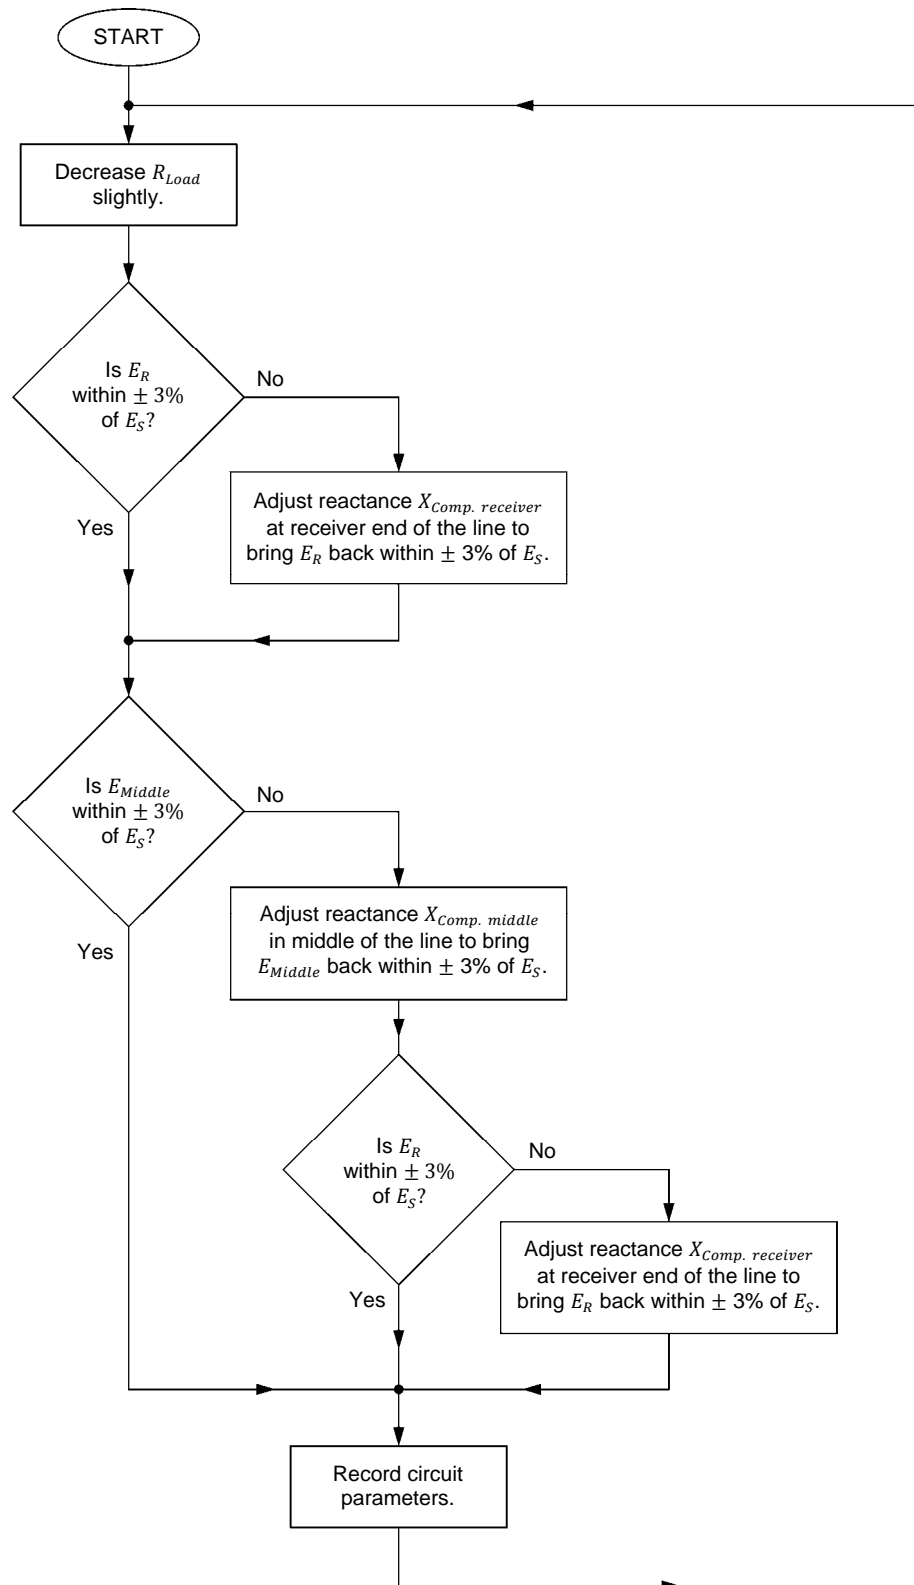 START
Decrease R_Load
slightly.
Is E_R
within ± 3%
of E_S?
No
Yes
Adjust reactance X_Comp. receiver
at receiver end of the line to
bring E_R back within ± 3% of E_S.
Is E_Middle
within ± 3%
of E_S?
No
Yes
Adjust reactance X_Comp. middle
in middle of the line to bring
E_Middle back within ± 3% of E_S.
Is E_R
within ± 3%
of E_S?
No
Yes
Adjust reactance X_Comp. receiver
at receiver end of the line to
bring E_R back within ± 3% of E_S.
Record circuit
parameters.